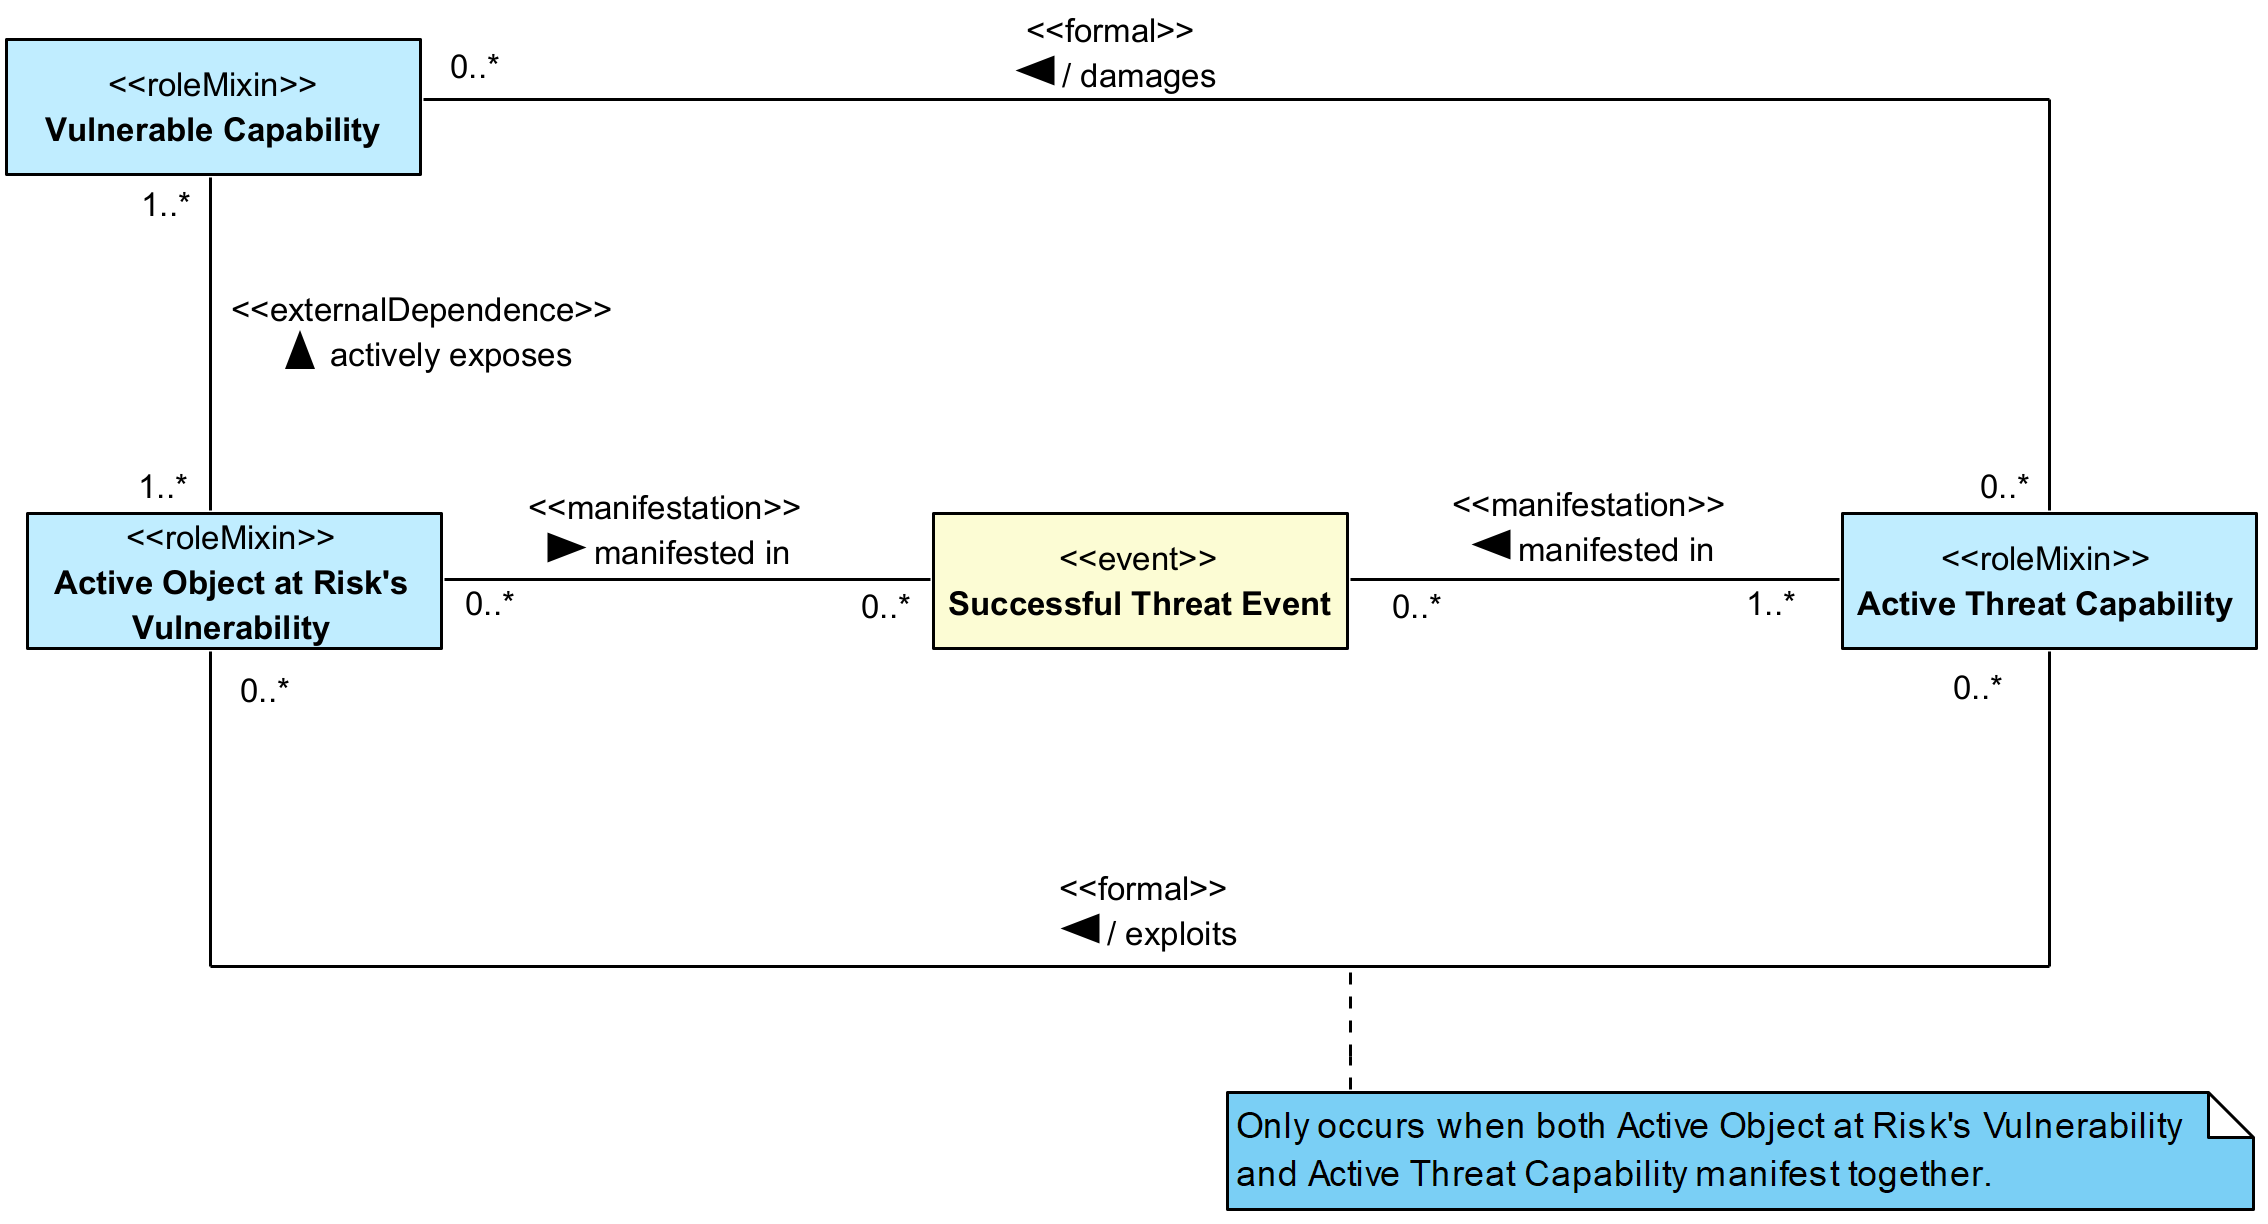 <<formal>>
/ damages
0..*
<<roleMixin>>
Vulnerable Capability
1..*
<<externalDependence>>
actively exposes
1..*
0..*
<<roleMixin>>
Active Object at Risk's
Vulnerability
<<manifestation>>
manifested in
0..*
0..*
<<event>>
Successful Threat Event
<<manifestation>>
manifested in
0..*
1..*
<<roleMixin>>
Active Threat Capability
0..*
0..*
<<formal>>
/ exploits
Only occurs when both Active Object at Risk's Vulnerability
and Active Threat Capability manifest together.